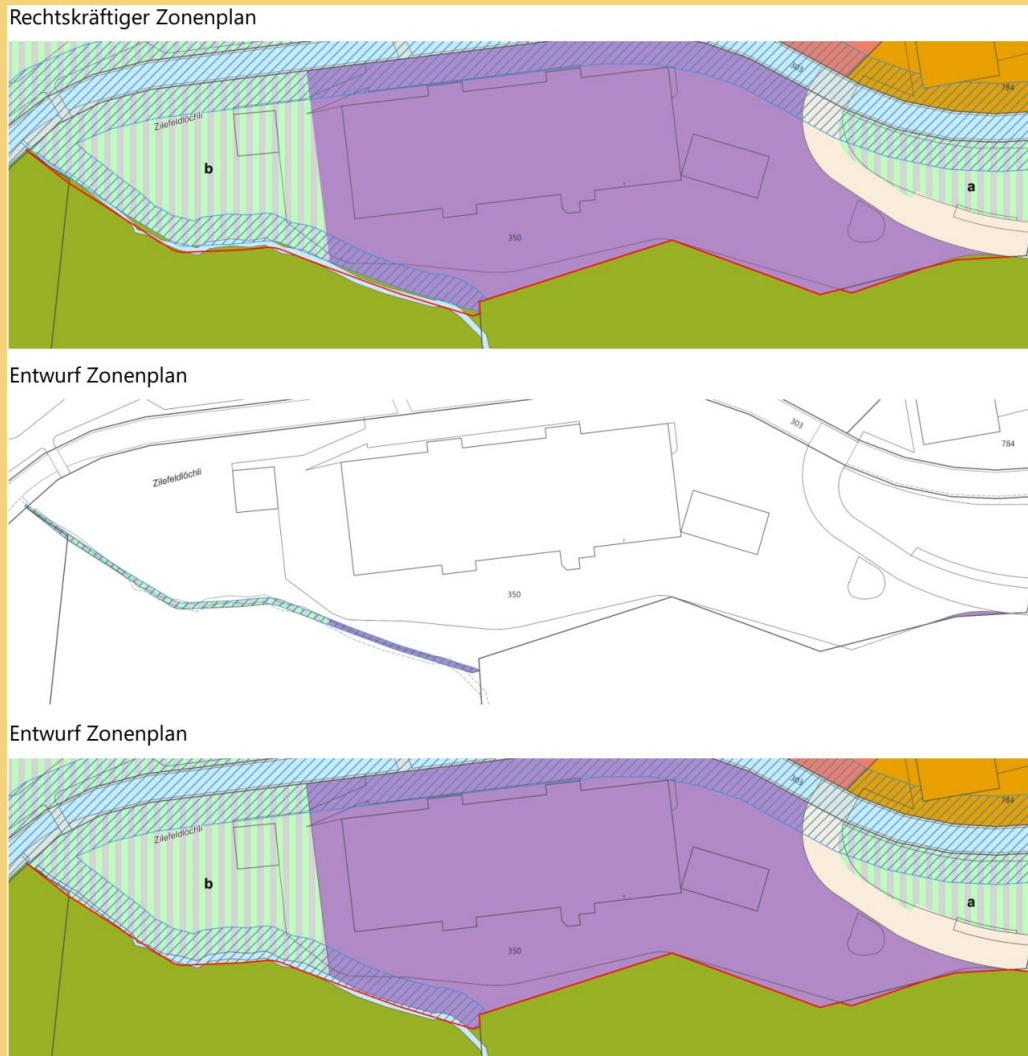 Rechtskräftiger Zonenplan
303
784
Zilefeldlöchli
b
a
350
Entwurf Zonenplan
303
784
Zilefeldlöchli
350
Entwurf Zonenplan
303
784
Zilefeldlöchli
b
a
350